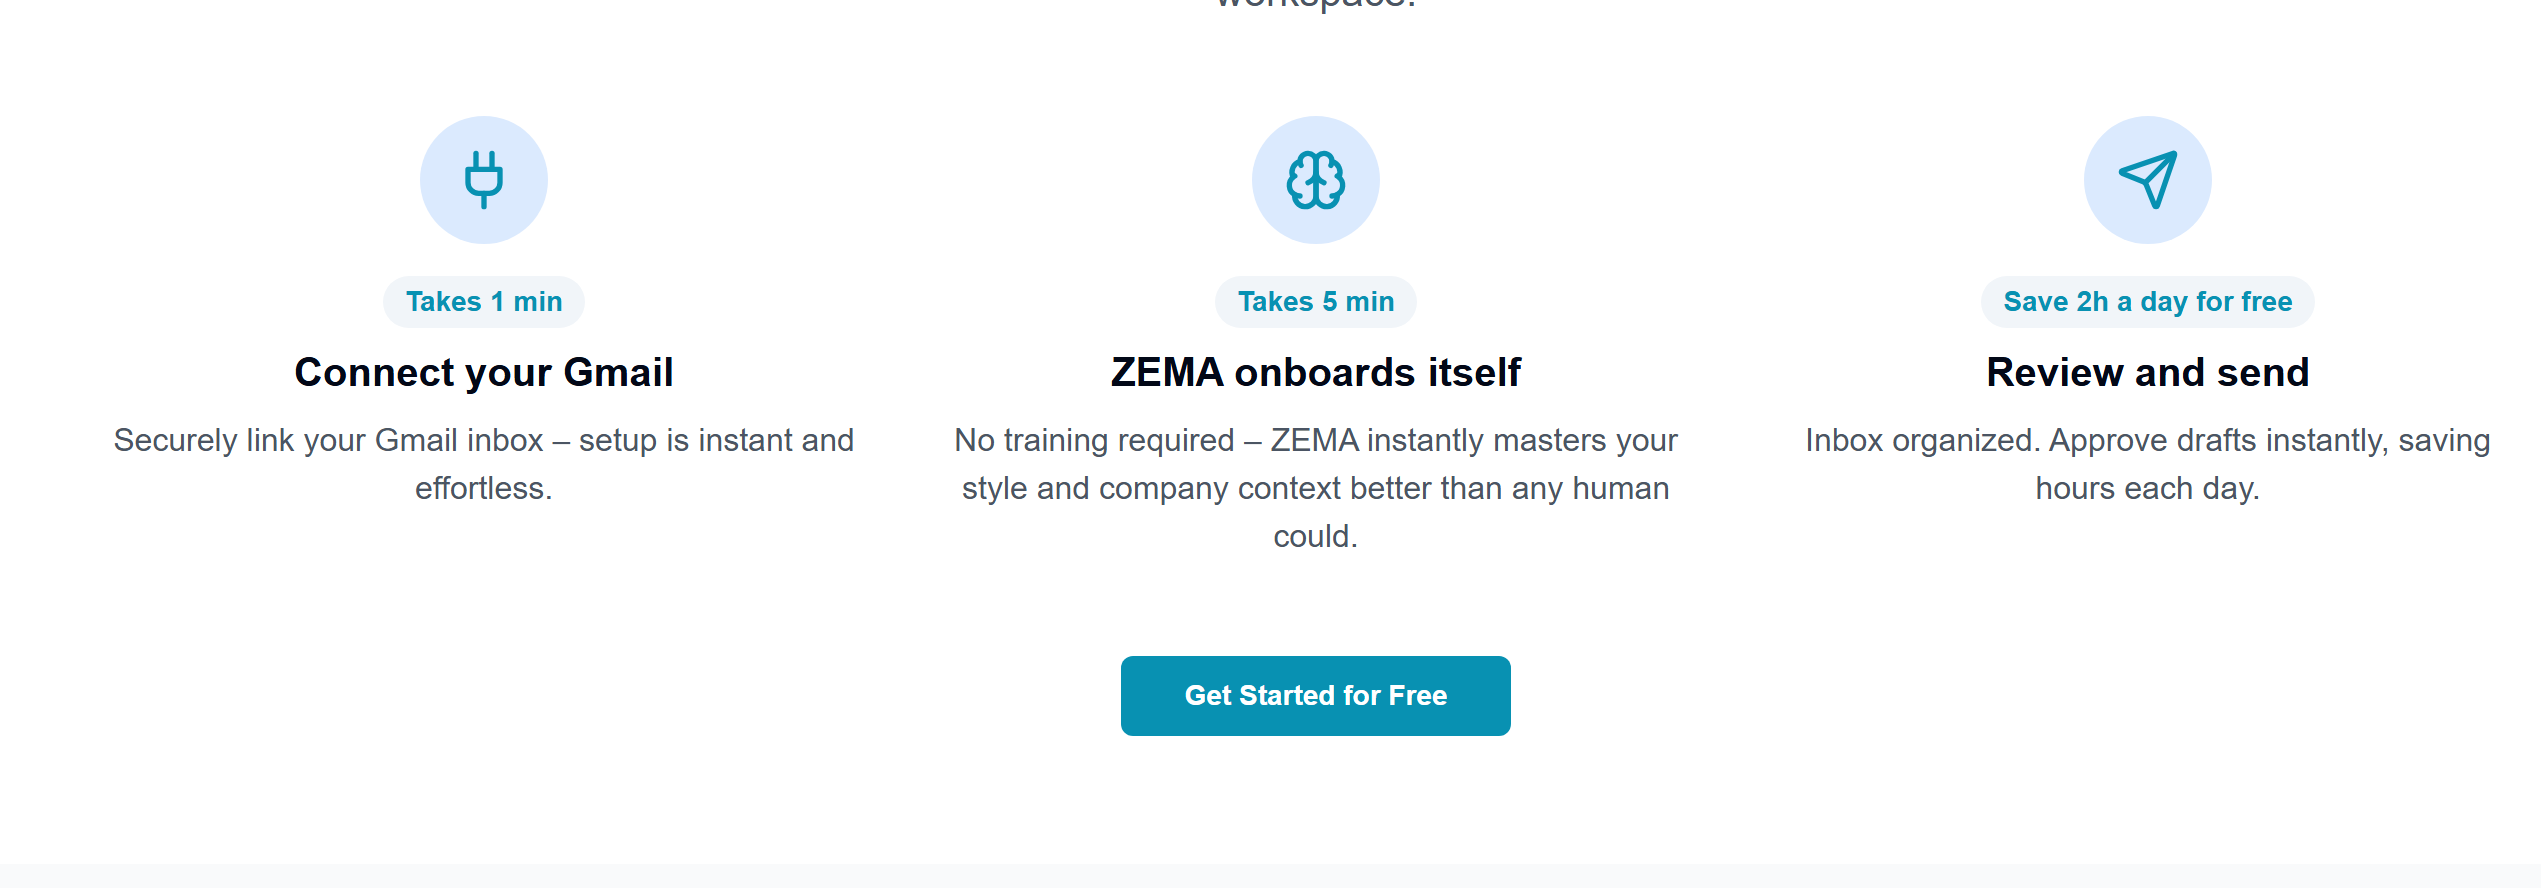 workspace.
Takes 1 min
Connect your Gmail
Securely link your Gmail inbox – setup is instant and
effortless.
Takes 5 min
ZEMA onboards itself
No training required – ZEMA instantly masters your
style and company context better than any human
could.
Save 2h a day for free
Review and send
Inbox organized. Approve drafts instantly, saving
hours each day.
Get Started for Free